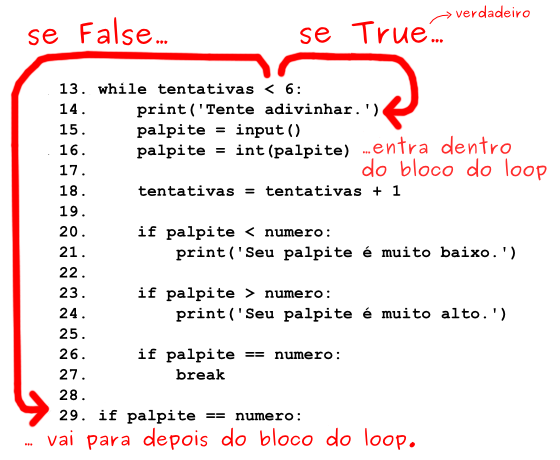 se False… se True… verdadeiro
13. while tentativas < 6:
14. print('Tente adivinhar.')
15. palpite = input()
16. palpite = int(palpite)
…entra dentro
do bloco do loop
17.
18. tentativas = tentativas + 1
19.
20. if palpite < numero:
21. print('Seu palpite é muito baixo.')
22.
23. if palpite > numero:
24. print('Seu palpite é muito alto.')
25.
26. if palpite == numero:
27. break
28.
29. if palpite == numero:
… vai para depois do bloco do loop.